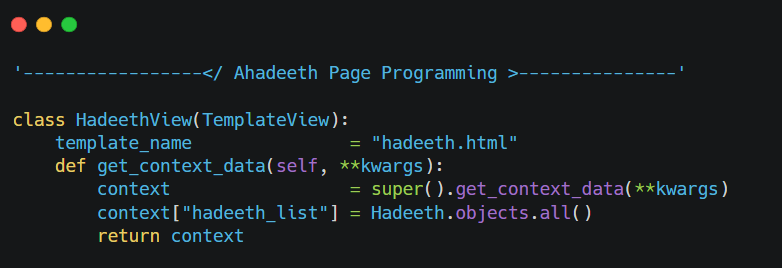 '-----------------</ Ahadeeth Page Programming >---------------'
class HadeethView(TemplateView):
    template_name               = "hadeeth.html"
    def get_context_data(self, **kwargs):
        context                 = super().get_context_data(**kwargs)
        context["hadeeth_list"] = Hadeeth.objects.all()
        return context